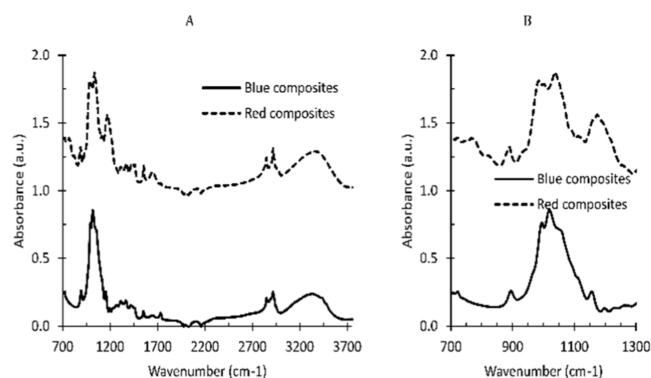 A
B
2.0
1.5
1.0
0.5
0.0
Absorbance (a.u.)
Blue composites
Red composites
700 1200 1700 2200 2700 3200 3700
Wavenumber (cm-1)
2.0
1.5
1.0
0.5
0.0
Absorbance (a.u.)
Blue composites
Red composites
700 900 1100 1300
Wavenumber (cm-1)